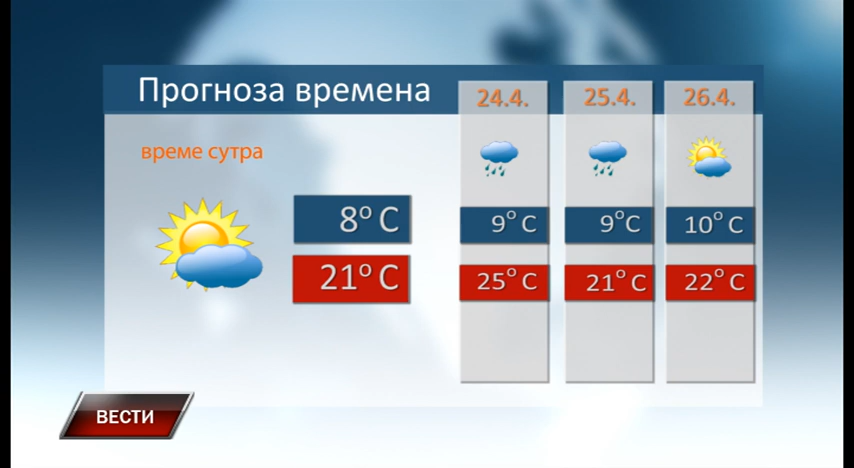 Прогноза времена
време сутра
8° C
21° C
24.4.
9° C
25° C
25.4.
9°C
21° C
26.4.
10°C
22° C
ВЕСТИ